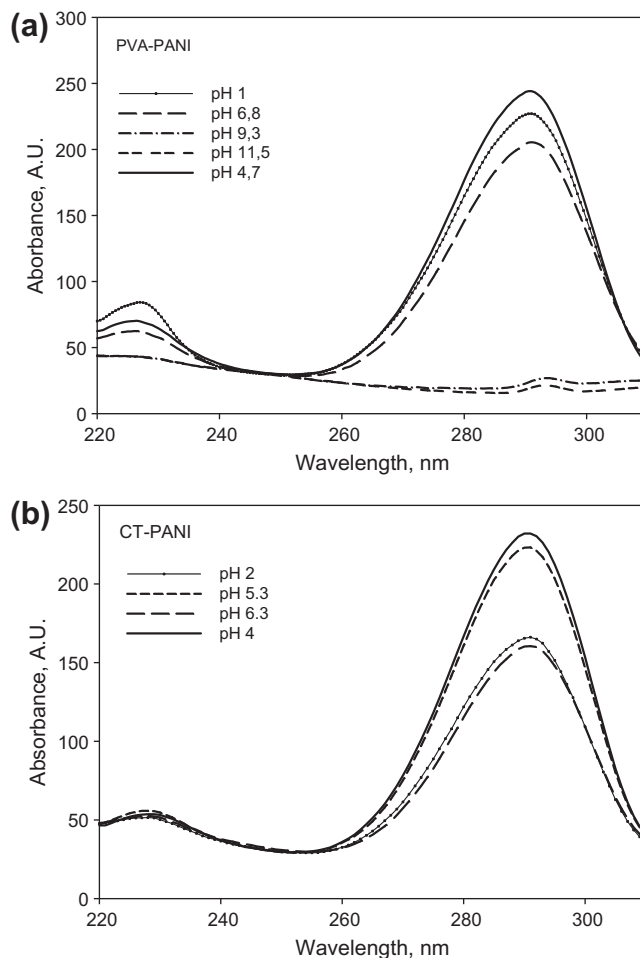 (a)
PVA-PANI
pH 1
pH 6,8
pH 9,3
pH 11,5
pH 4,7
Aborbance, A.U.
300
250
200
150
100
50
0
220 240 260 280 300
Wavelength, nm
(b)
CT-PANI
pH 2
pH 5.3
pH 6.3
pH 4
Absorbance, A.U.
250
200
150
100
50
0
220 240 260 280 300
Wavelength, nm